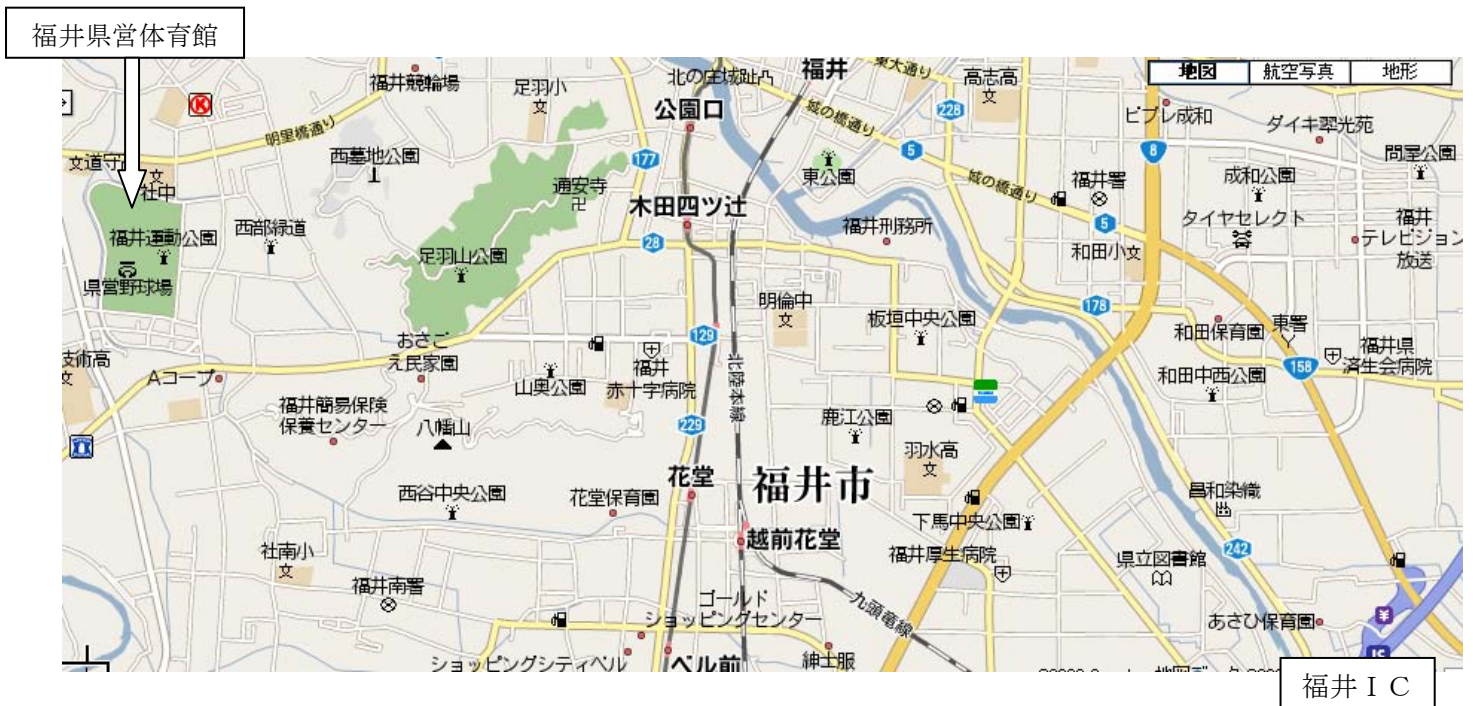 福井県営体育館
福井競輪場
足羽小
文
北の庄城趾
福井
東大通り
高志高
文
地図
航空写真
地形
公園口
228
城の橋通り
ピプレ成和
ダイキ翠光苑
K
明里橋通り
西墓地公園
177
5
8
問屋公園
文道守
文
社中
通安寺
卍
東公園
城の橋通り
福井署
成和公園
木田四ツ辻
5
タイヤセレクト
福井
テレビジョン
放送
福井運動公園
西部緑道
足羽山公園
28
福井刑務所
和田小
文
県営野球場
明倫中
文
178
板垣中央公園
和田保育園
東署
おさご
え民家園
129
北陸本線
技術高
文
Aコープ
山奥公園
福井
赤十字病院
158
福井県
済生会病院
和田中西公園
福井簡易保険
保養センター
八幡山
229
鹿江公園
羽水高
文
花堂
福井市
西谷中央公園
花堂保育園
昌和染織
下馬中央公園
越前花堂
社南小
文
福井厚生病院
県立図書館
242
福井南署
ゴールド
ショッピングセンター
九頭竜線
あさひ保育園
¥
ショッピングシティベル
ベル前
紳士服
IC
福井ＩＣ